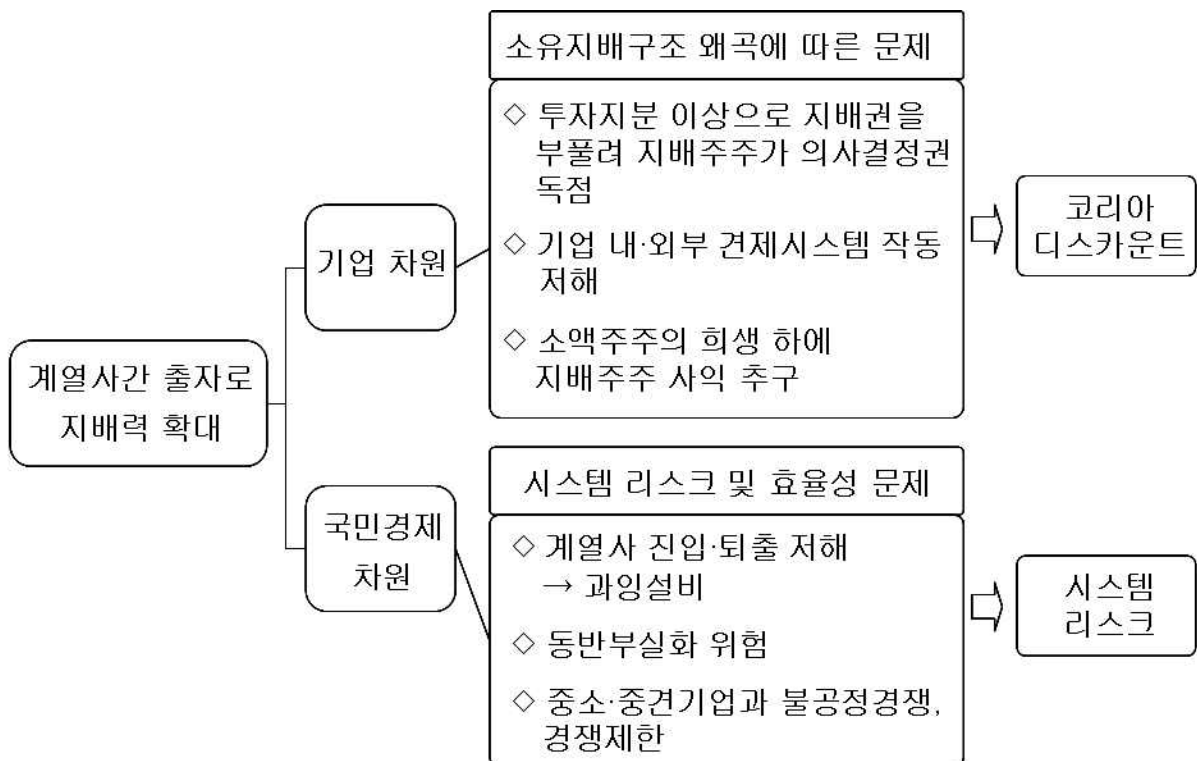 계열사간 출자로
지배력 확대
기업 차원
소유지배구조 왜곡에 따른 문제
◇ 투자지분 이상으로 지배권을
부풀려 지배주주가 의사결정권
독점
◇ 기업 내·외부 견제시스템 작동
저해
◇ 소액주주의 희생 하에
지배주주 사익 추구
코리아
디스카운트
국민경제
차원
시스템 리스크 및 효율성 문제
◇ 계열사 진입·퇴출 저해
→ 과잉설비
◇ 동반부실화 위험
◇ 중소·중견기업과 불공정경쟁,
경쟁제한
시스템
리스크